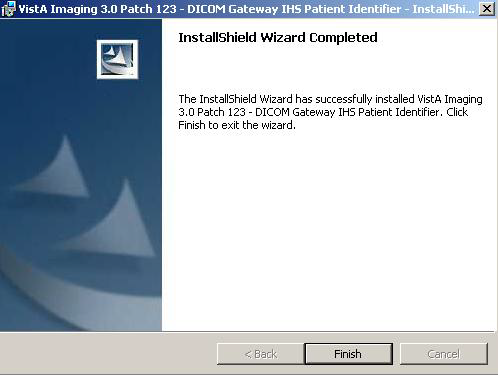 VistA Imaging 3.0 Patch 123 - DICOM Gateway IHS Patient Identifier - InstallShi...
InstallShield Wizard Completed
The InstallShield Wizard has successfully installed VistA Imaging
3.0 Patch 123 - DICOM Gateway IHS Patient Identifier. Click
Finish to exit the wizard.
< Back Finish Cancel